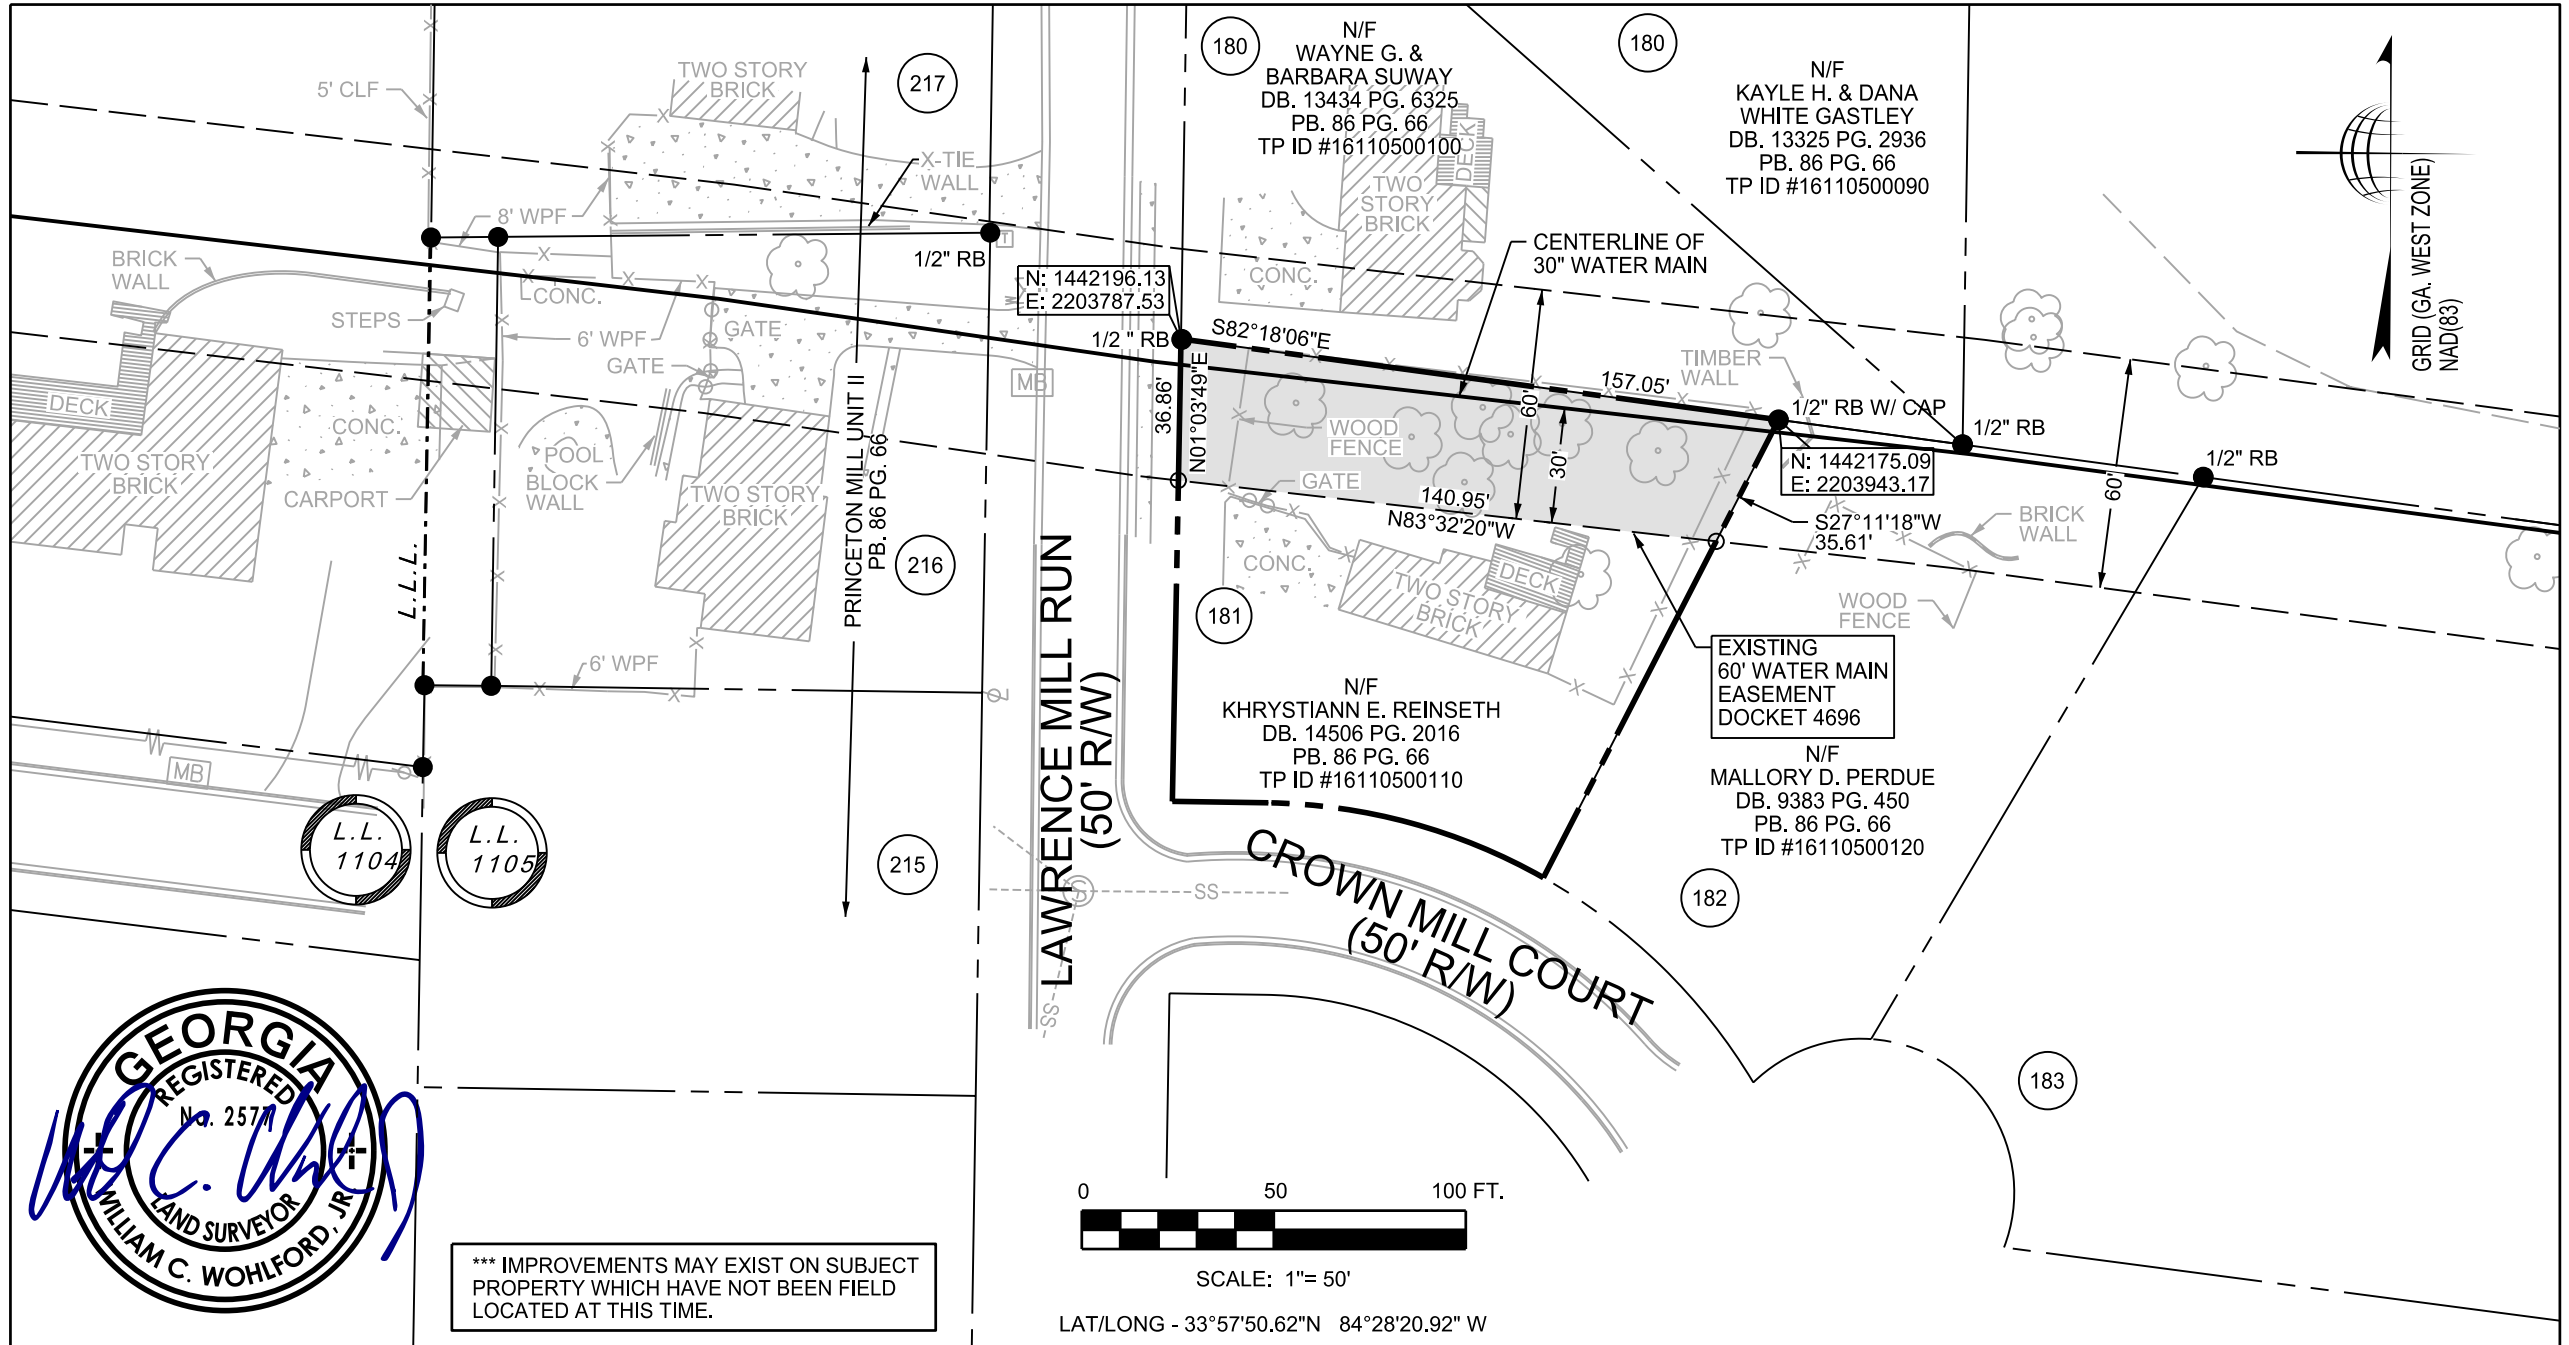 N/F
WAYNE G. &
BARBARA SUWAY
DB. 13434 PG. 6325
PB. 86 PG. 66
TP ID #16110500100
180
180
N/F
KAYLE H. & DANA
WHITE GASTLEY
DB. 13325 PG. 2936
PB. 86 PG. 66
TP ID #16110500090
GRID (GA. WEST ZONE)
NAD(83)
5' CLF
TWO STORY
BRICK
217
X-TIE
WALL
8' WPF
1/2" RB
T
BRICK
WALL
STEPS
CONC.
6' WPF
GATE
GATE
DECK
TWO STORY
BRICK
CONC.
CARPORT
POOL
BLOCK
WALL
TWO STORY
BRICK
PRINCETON MILL UNIT II
PB. 86 PG. 66
216
L.L.L.
6' WPF
MB
N: 1442196.13
E: 2203787.53
1/2 " RB
MB
36.86'
N01°03'49"E
S82°18'06"E
157.05'
CONC.
TWO
STORY
BRICK
DECK
CENTERLINE OF
30" WATER MAIN
TIMBER
WALL
60'
30'
WOOD
FENCE
GATE
140.95'
N83°32'20"W
1/2" RB W/ CAP
N: 1442175.09
E: 2203943.17
1/2" RB
1/2" RB
60'
S27°11'18"W
35.61'
BRICK
WALL
WOOD
FENCE
CONC.
TWO STORY
BRICK
DECK
181
EXISTING
60' WATER MAIN
EASEMENT
DOCKET 4696
N/F
KHRYSTIANN E. REINSETH
DB. 14506 PG. 2016
PB. 86 PG. 66
TP ID #16110500110
N/F
MALLORY D. PERDUE
DB. 9383 PG. 450
PB. 86 PG. 66
TP ID #16110500120
182
183
215
L.L.
1104
L.L.
1105
LAWRENCE MILL RUN
(50' R/W)
CROWN MILL COURT
(50' R/W)
S
SS
SS
GEORGIA
REGISTERED
No. 2577
LAND SURVEYOR
WILLIAM C. WOHLFORD, JR.
*** IMPROVEMENTS MAY EXIST ON SUBJECT
PROPERTY WHICH HAVE NOT BEEN FIELD
LOCATED AT THIS TIME.
0 50 100 FT.
SCALE: 1"= 50'
LAT/LONG - 33°57'50.62"N 84°28'20.92" W